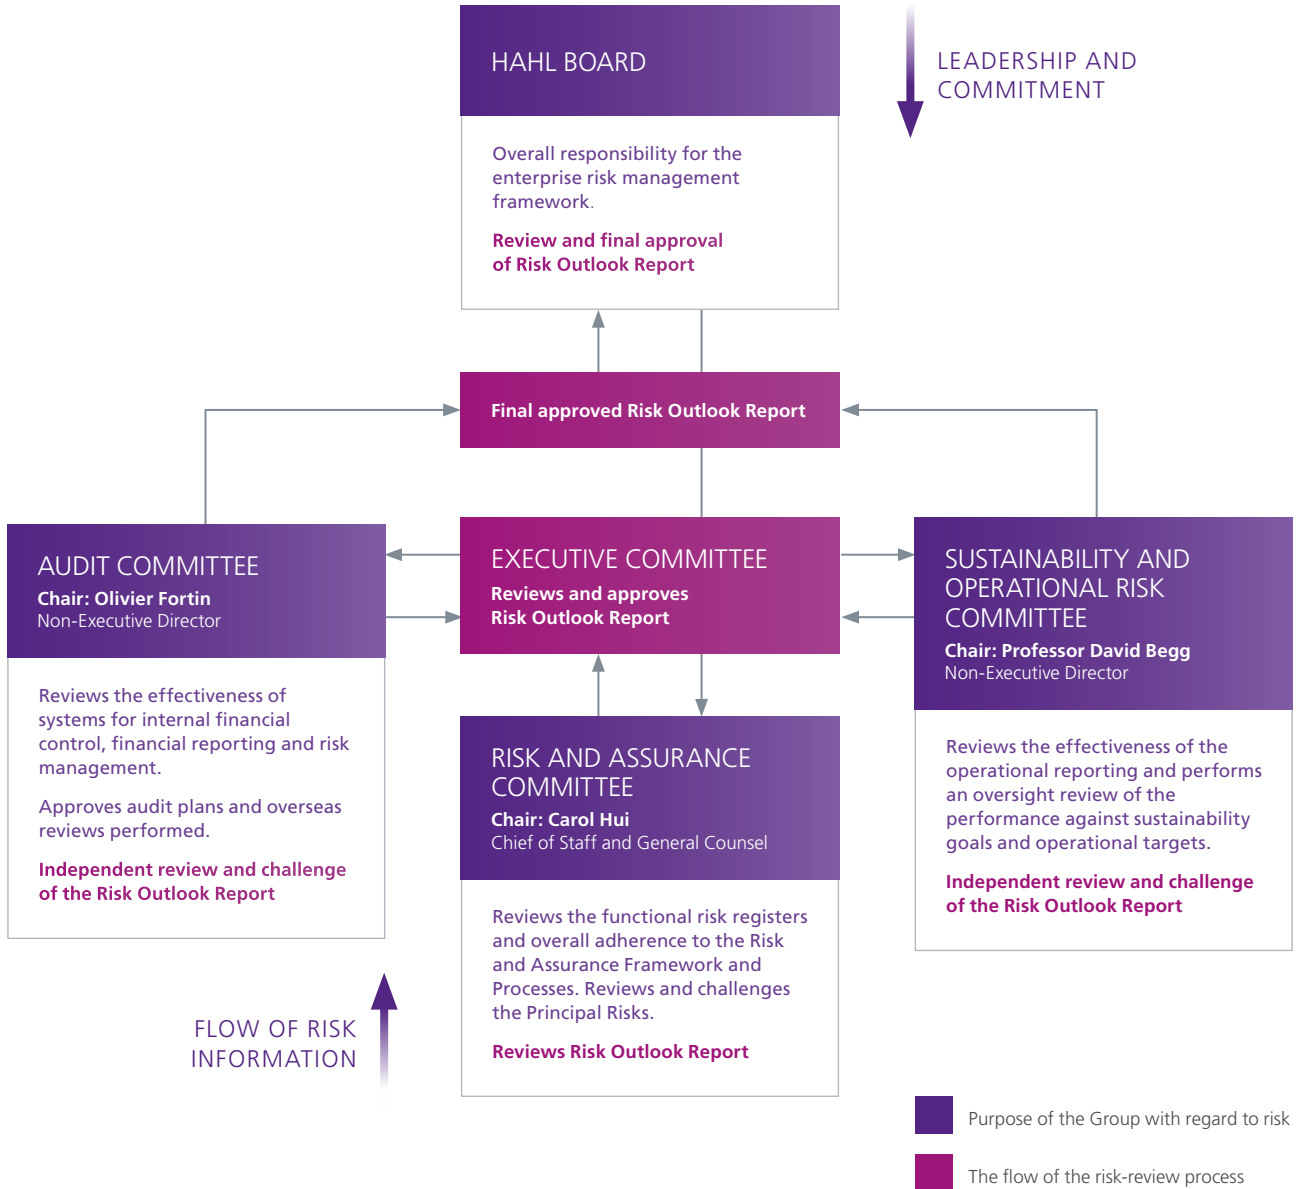 HAHL BOARD
Overall responsibility for the
enterprise risk management
framework.
Review and final approval
of Risk Outlook Report
LEADERSHIP AND
COMMITMENT
Final approved Risk Outlook Report
AUDIT COMMITTEE
Chair: Olivier Fortin
Non-Executive Director
Reviews the effectiveness of
systems for internal financial
control, financial reporting and risk
management.
Approves audit plans and overseas
reviews performed.
Independent review and challenge
of the Risk Outlook Report
EXECUTIVE COMMITTEE
Reviews and approves
Risk Outlook Report
SUSTAINABILITY AND
OPERATIONAL RISK
COMMITTEE
Chair: Professor David Begg
Non-Executive Director
Reviews the effectiveness of the
operational reporting and performs
an oversight review of the
performance against sustainability
goals and operational targets.
Independent review and challenge
of the Risk Outlook Report
RISK AND ASSURANCE
COMMITTEE
Chair: Carol Hui
Chief of Staff and General Counsel
Reviews the functional risk registers
and overall adherence to the Risk
and Assurance Framework and
Processes. Reviews and challenges
the Principal Risks.
Reviews Risk Outlook Report
FLOW OF RISK
INFORMATION
Purpose of the Group with regard to risk
The flow of the risk-review process